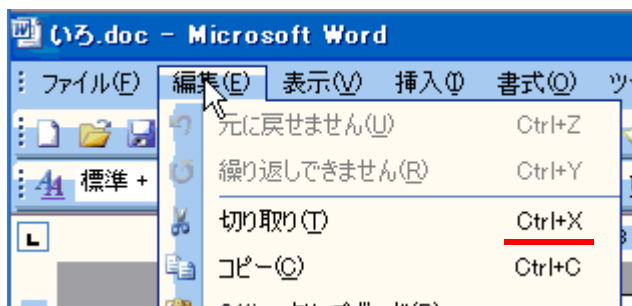 いろ.doc - Microsoft Word
ファイル(F) 編集(E) 表示(V) 挿入(I) 書式(O)
元に戻せません(U) Ctrl+Z
標準 + 繰り返しできません(R) Ctrl+Y
切り取り(T) Ctrl+X
コピー(C) Ctrl+C